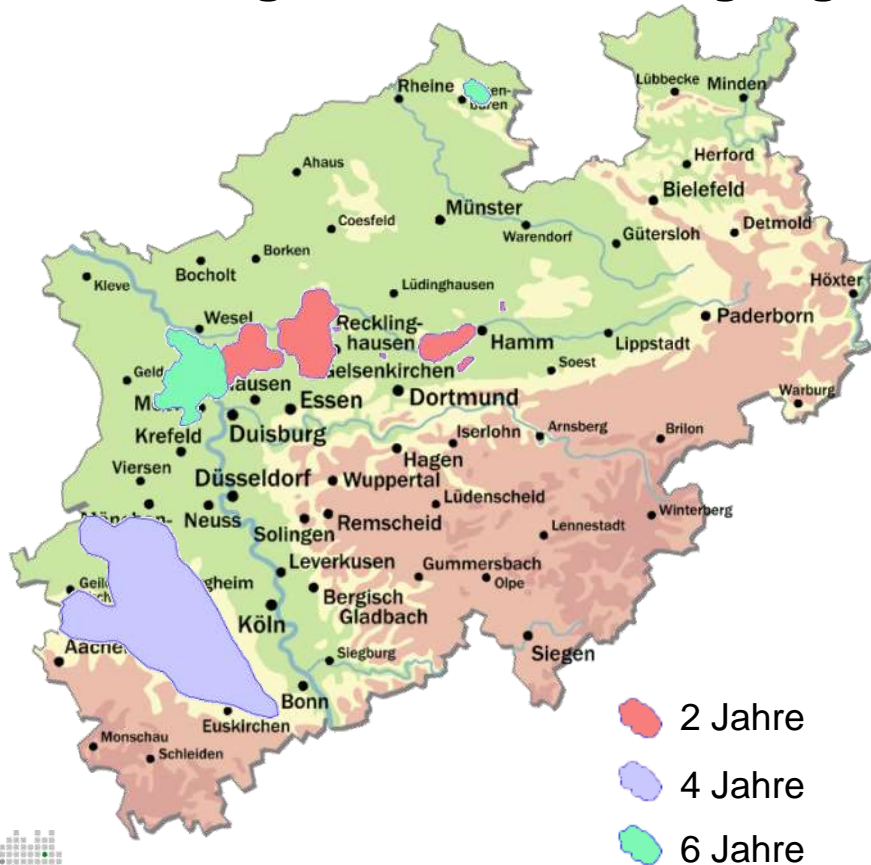 Rheine
Lübbecke
Minden
Herford
Ahaus
Bielefeld
Münster
Coesfeld
Warendorf
Gütersloh
Detmold
Borken
Bocholt
Kleve
Lüdinghausen
Höxter
Wesel
Paderborn
Reckling-
hausen
Hamm
Lippstadt
Gelsenkirchen
Soest
Essen
Dortmund
Warburg
Duisburg
Krefeld
Iserlohn
Arnsberg
Brilon
Viersen
Hagen
Düsseldorf
Wuppertal
Lüdenscheid
Neuss
Remscheid
Winterberg
Solingen
Lennestadt
Leverkusen
Gummersbach
Olpe
Bergisch
Gladbach
Köln
Siegburg
Siegen
Bonn
Euskirchen
Monschau
Schleiden
2 Jahre
4 Jahre
6 Jahre